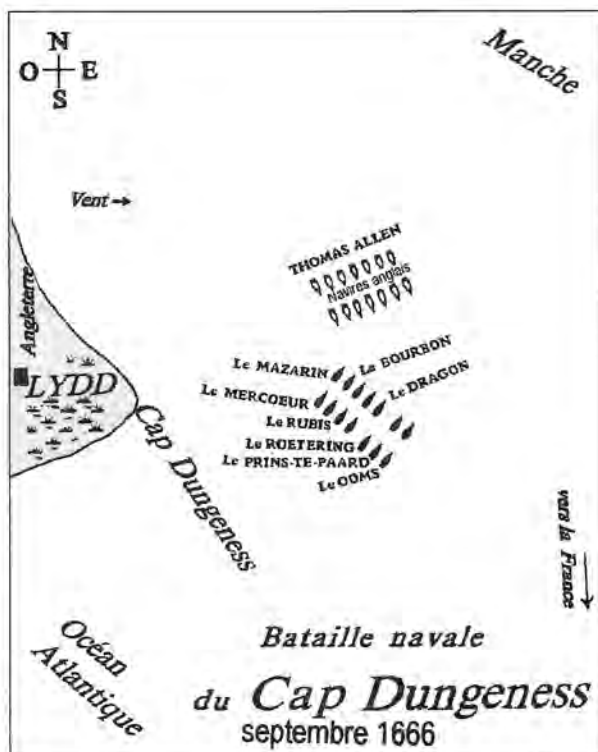 N
O E
S
Manche
Vent →
THOMAS ALLEN
Navires anglais
Angleterre
LYDD
Cap Dungeness
Le MAZARIN
Le BOURBON
Le MERCOEUR
Le DRAGON
Le RUBIS
Le ROETERING
Le PRINS-TE-PAARD
Le OOMS
vers la France
Océan
Atlantique
Bataille navale
du Cap Dungeness
septembre 1666